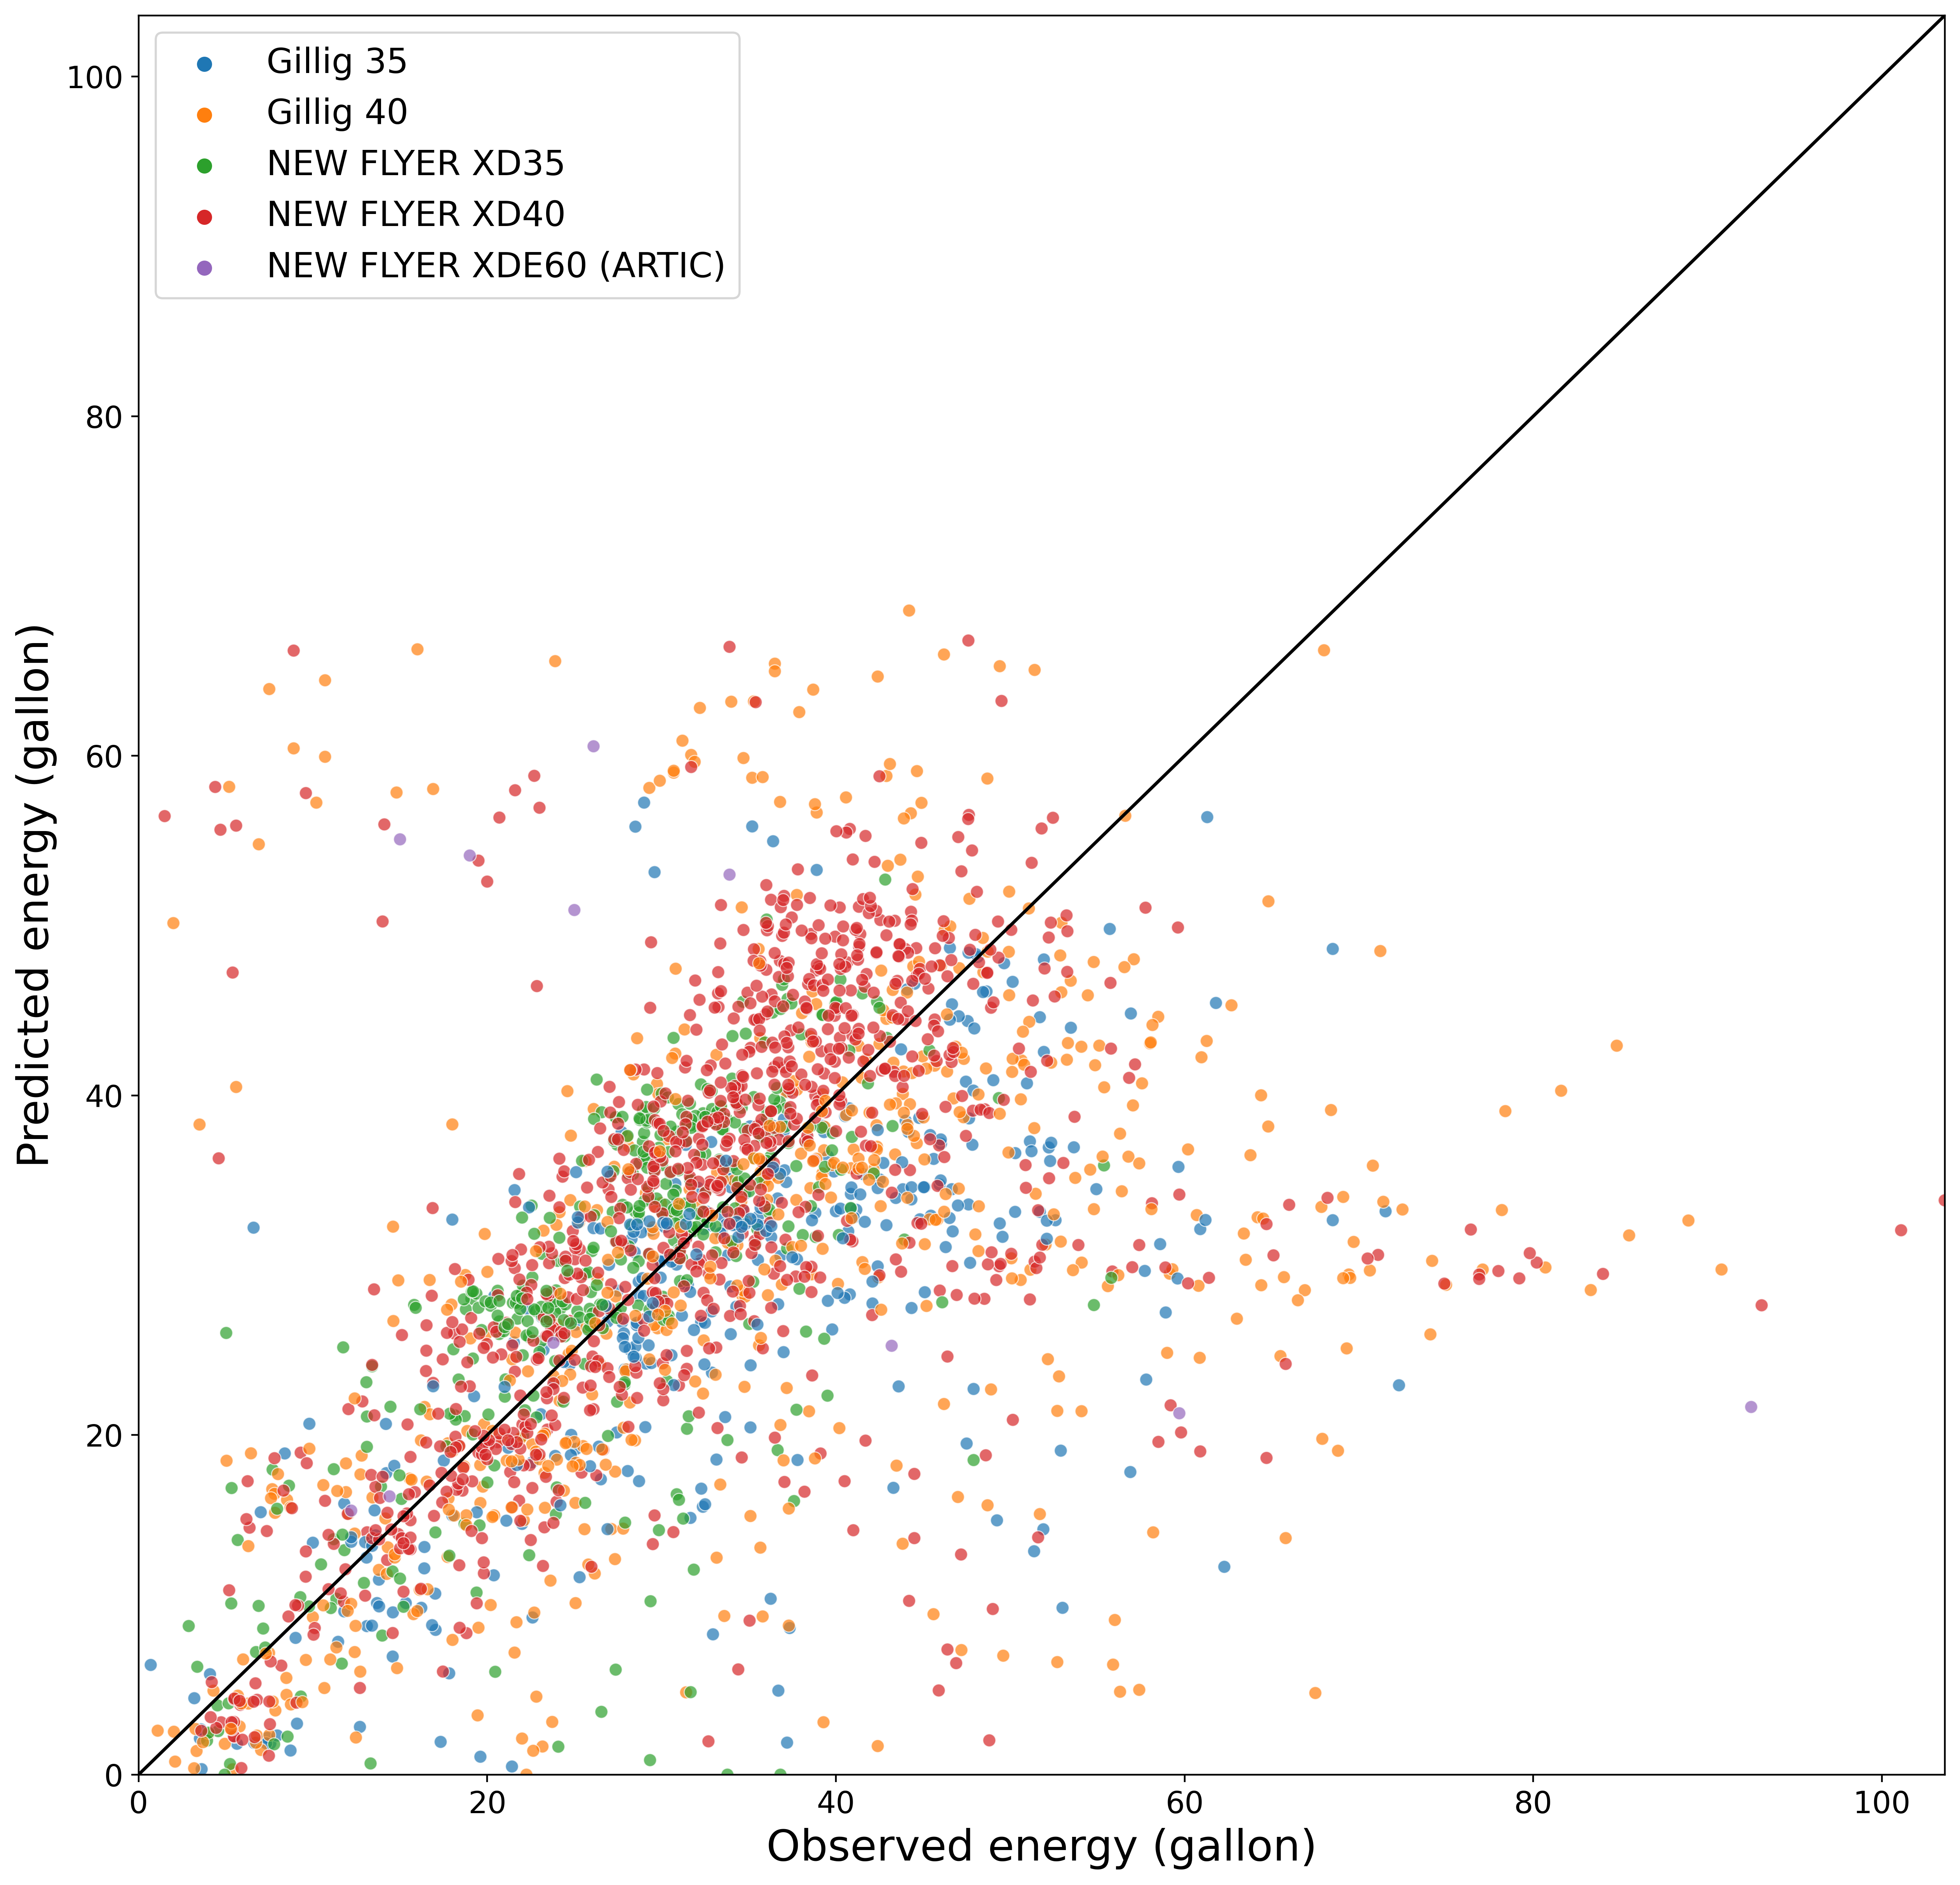 Gillig 35
Gillig 40
NEW FLYER XD35
NEW FLYER XD40
NEW FLYER XDE60 (ARTIC)
100
80
60
40
20
0
Predicted energy (gallon)
0 20 40 60 80 100
Observed energy (gallon)